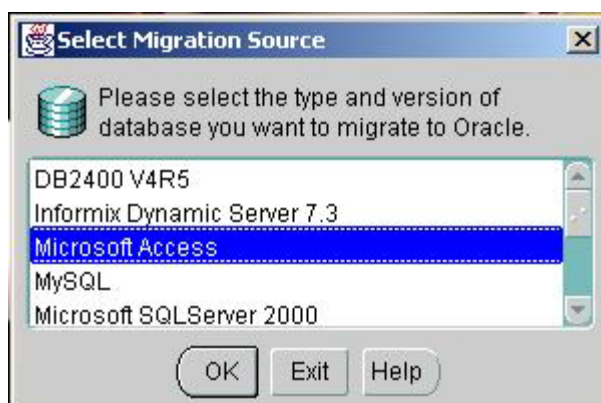 Select Migration Source
Please select the type and version of
database you want to migrate to Oracle.
DB2400 V4R5
Informix Dynamic Server 7.3
Microsoft Access
MySQL
Microsoft SQLServer 2000
OK
Exit
Help